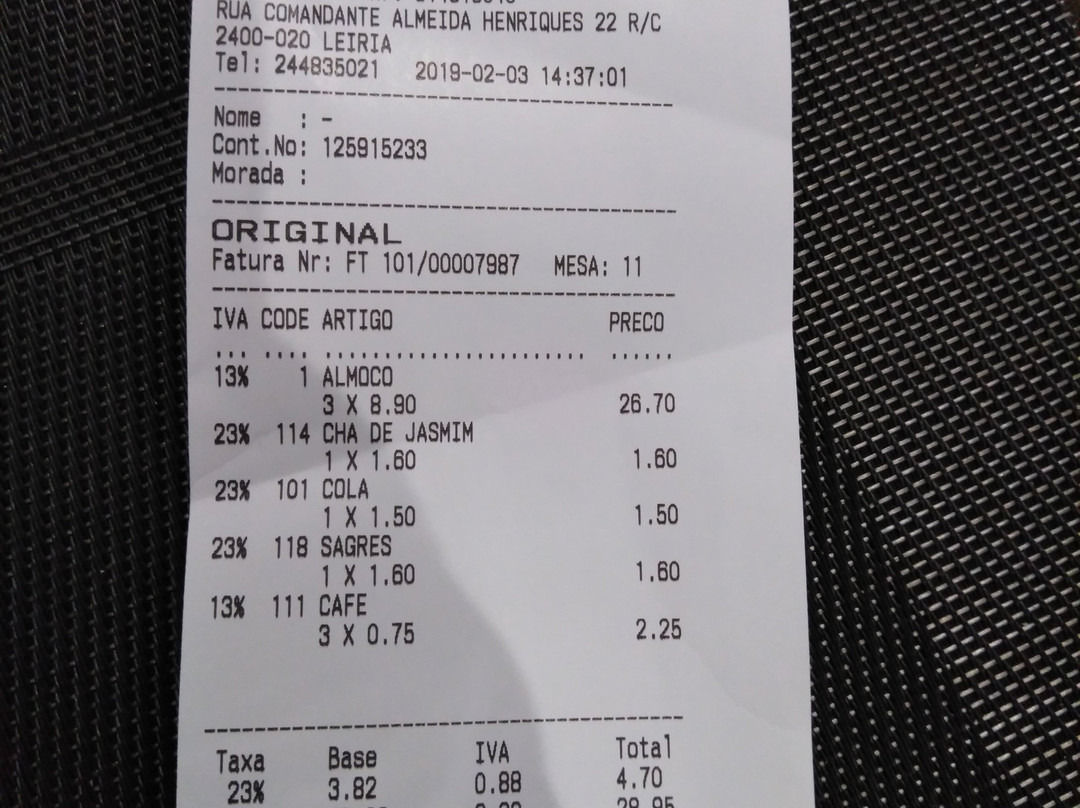 RUA COMANDANTE ALMEIDA HENRIQUES 22 R/C
2400-020 LEIRIA
Tel: 244835021 2019-02-03 14:37:01
Nome : -
Cont.No: 125915233
Morada :
ORIGINAL
Fatura Nr: FT 101/00007987 MESA: 11
IVA CODE ARTIGO PRECO
13% 1 ALMOCO
3 X 8.90 26.70
23% 114 CHA DE JASMIM
1 X 1.60 1.60
23% 101 COLA
1 X 1.50 1.50
23% 118 SAGRES
1 X 1.60 1.60
13% 111 CAFE
3 X 0.75 2.25
Taxa Base IVA Total
23% 3.82 0.88 4.70
28.95